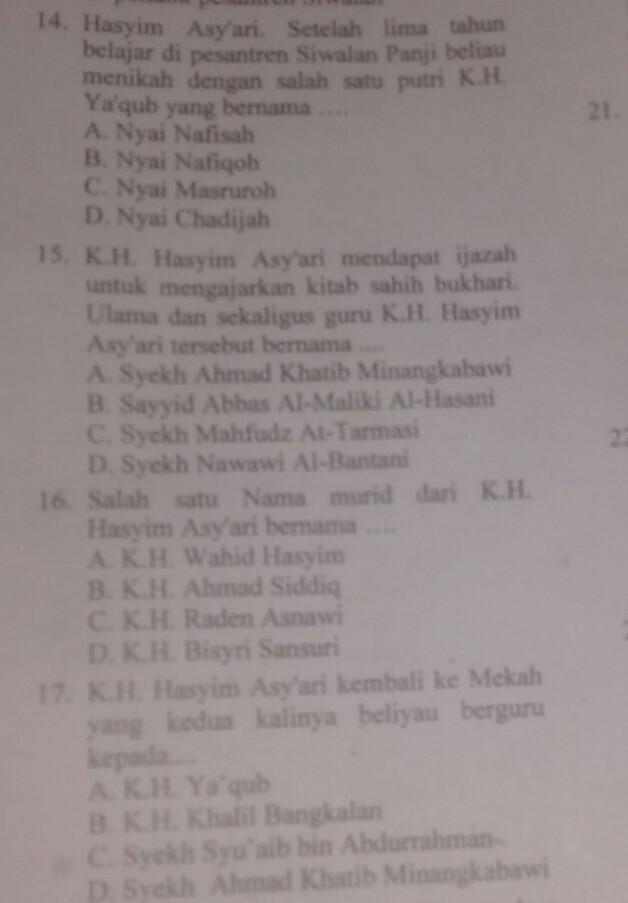 14. Hasyim Asy'ari. Setelah lima tahun
belajar di pesantren Siwalan Panji beliau
menikah dengan salah satu putri K.H.
Ya'qub yang bernama ....
A. Nyai Nafisah
B. Nyai Nafiqoh
C. Nyai Masruroh
D. Nyai Chadijah
15. K.H. Hasyim Asy'ari mendapat ijazah
untuk mengajarkan kitab sahih bukhari.
Ulama dan sekaligus guru K.H. Hasyim
Asy'ari tersebut bernama ....
A. Syekh Ahmad Khatib Minangkabawi
B. Sayyid Abbas Al-Maliki Al-Hasani
C. Syekh Mahfudz At-Tarmasi
D. Syekh Nawawi Al-Bantani
16. Salah satu Nama murid dari K.H.
Hasyim Asy'ari bernama ....
A. K.H. Wahid Hasyim
B. K.H. Ahmad Siddiq
C. K.H. Raden Asnawi
D. K.H. Bisyri Sansuri
17. K.H. Hasyim Asy'ari kembali ke Mekah
yang kedua kalinya beliyau berguru
kepada....
A. K.H. Ya'qub
B. K.H. Khalil Bangkalan
C. Syekh Syu'aib bin Abdurrahman
D. Syekh Ahmad Khatib Minangkabawi
21.